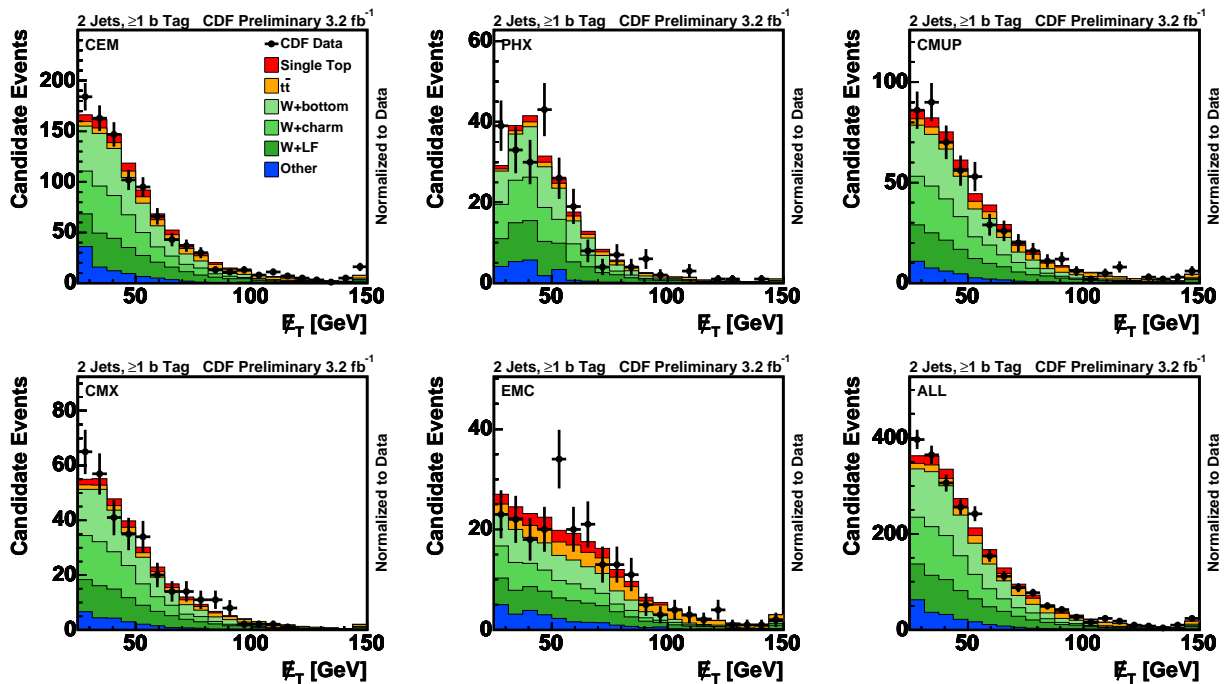 2 Jets, ≥1 b Tag CDF Preliminary 3.2 fb⁻¹
CEM
CDF Data
Single Top
tt̄
W+bottom
W+charm
W+LF
Other
Candidate Events
Normalized to Data
0
50
100
150
200
50 100 150
E̸_T [GeV]
2 Jets, ≥1 b Tag CDF Preliminary 3.2 fb⁻¹
PHX
Candidate Events
Normalized to Data
0
20
40
60
50 100 150
E̸_T [GeV]
2 Jets, ≥1 b Tag CDF Preliminary 3.2 fb⁻¹
CMUP
Candidate Events
Normalized to Data
0
50
100
50 100 150
E̸_T [GeV]
2 Jets, ≥1 b Tag CDF Preliminary 3.2 fb⁻¹
CMX
Candidate Events
Normalized to Data
0
20
40
60
80
50 100 150
E̸_T [GeV]
2 Jets, ≥1 b Tag CDF Preliminary 3.2 fb⁻¹
EMC
Candidate Events
Normalized to Data
0
20
40
50 100 150
E̸_T [GeV]
2 Jets, ≥1 b Tag CDF Preliminary 3.2 fb⁻¹
ALL
Candidate Events
Normalized to Data
0
200
400
50 100 150
E̸_T [GeV]